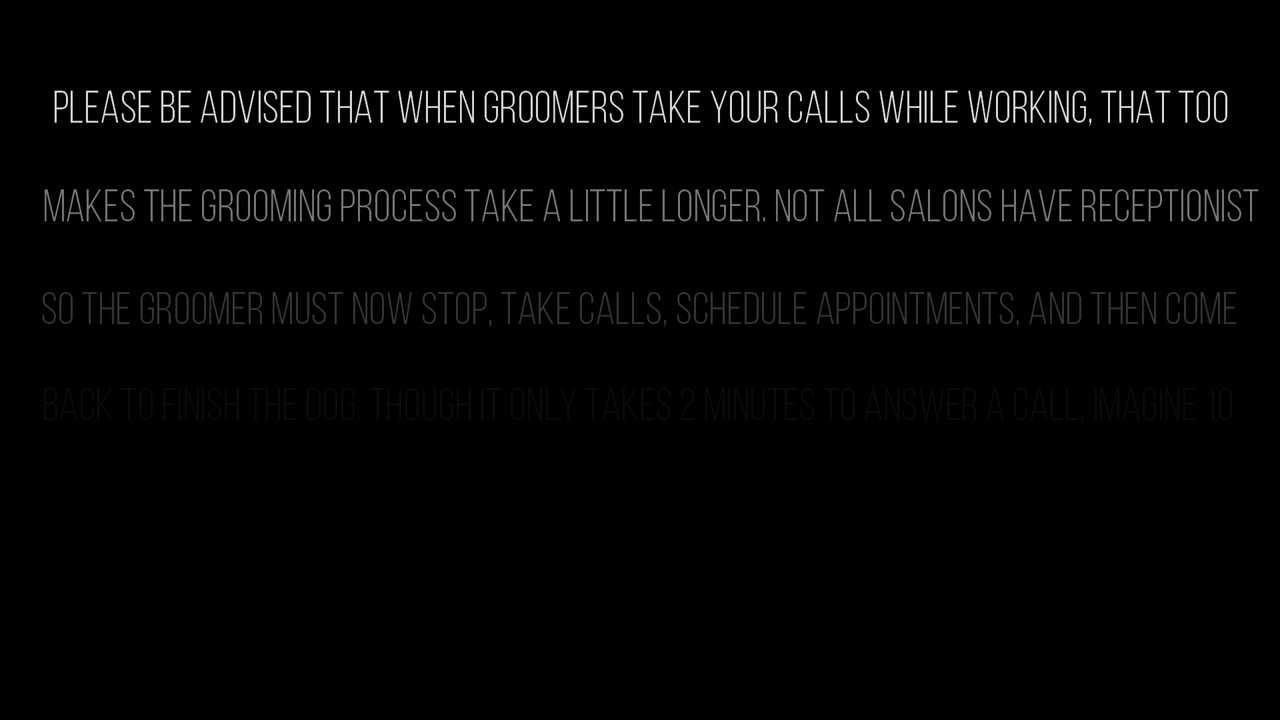 PLEASE BE ADVISED THAT WHEN GROOMERS TAKE YOUR CALLS WHILE WORKING, THAT TOO
MAKES THE GROOMING PROCESS TAKE A LITTLE LONGER. NOT ALL SALONS HAVE RECEPTIONIST
SO THE GROOMER MUST NOW STOP, TAKE CALLS, SCHEDULE APPOINTMENTS, AND THEN COME
BACK TO FINISH THE DOG. THOUGH IT ONLY TAKES 2 MINUTES TO ANSWER A CALL, IMAGINE 10